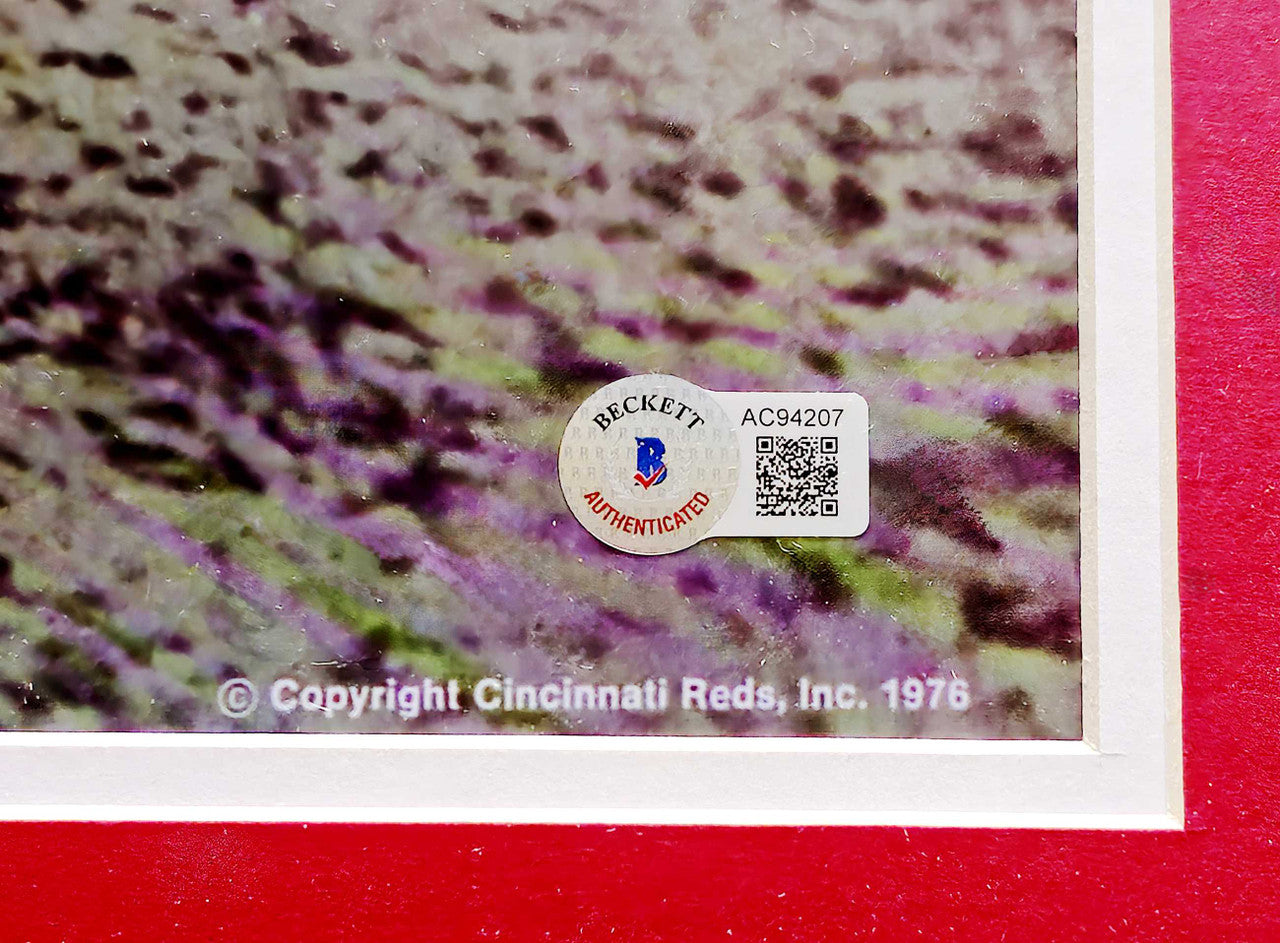 BECKETT
AUTHENTICATED
AC94207
© Copyright Cincinnati Reds, Inc. 1976